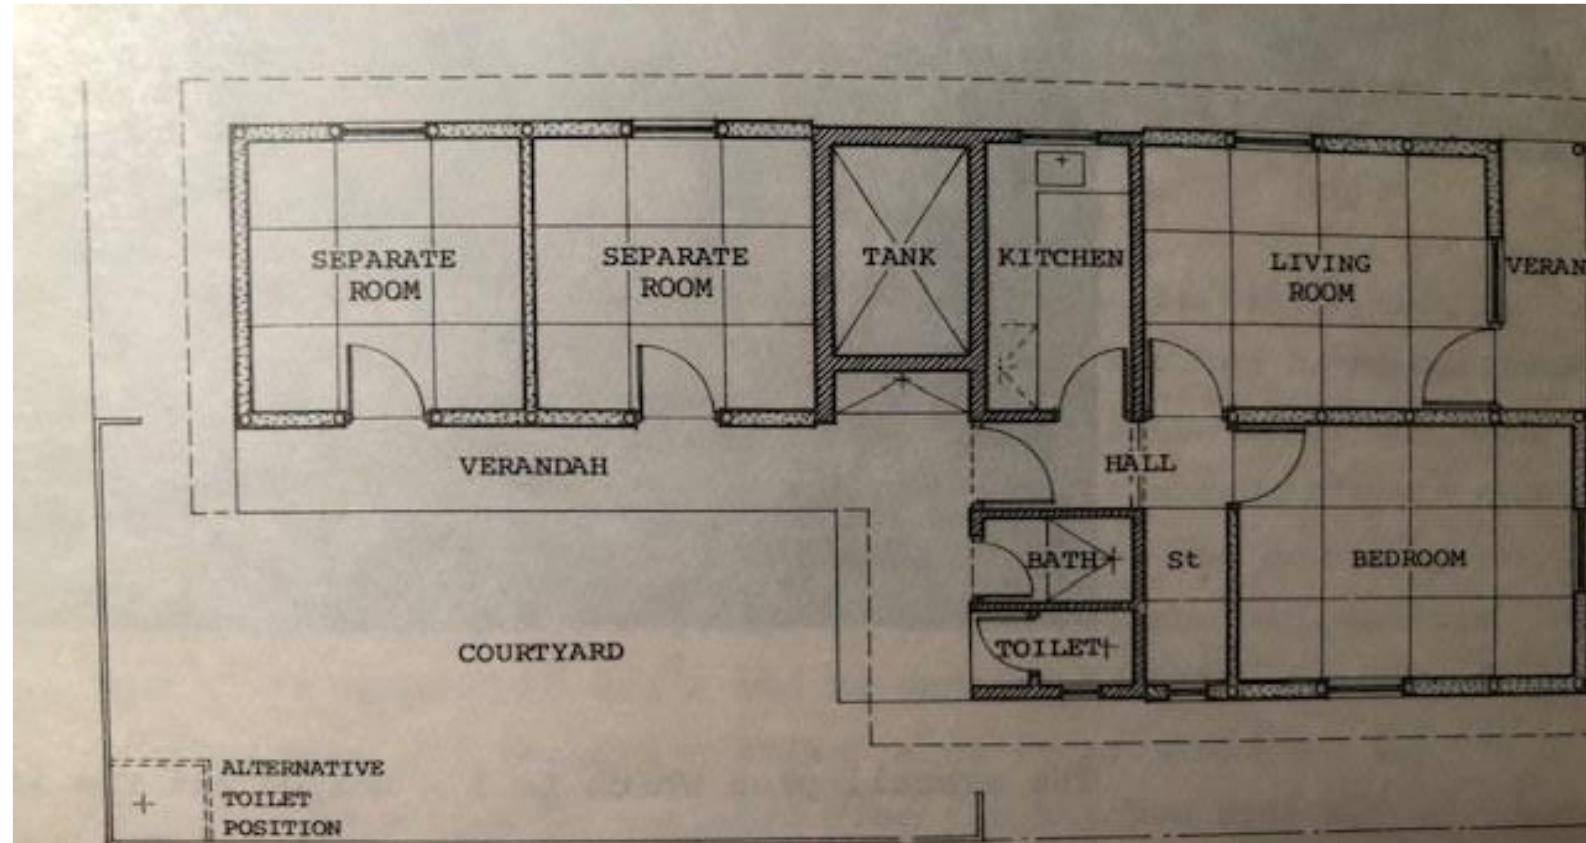 SEPARATE
ROOM
SEPARATE
ROOM
TANK
KITCHEN
LIVING
ROOM
VERAN
VERANDAH
HALL
BATH
St
BEDROOM
TOILET
COURTYARD
ALTERNATIVE
TOILET
POSITION